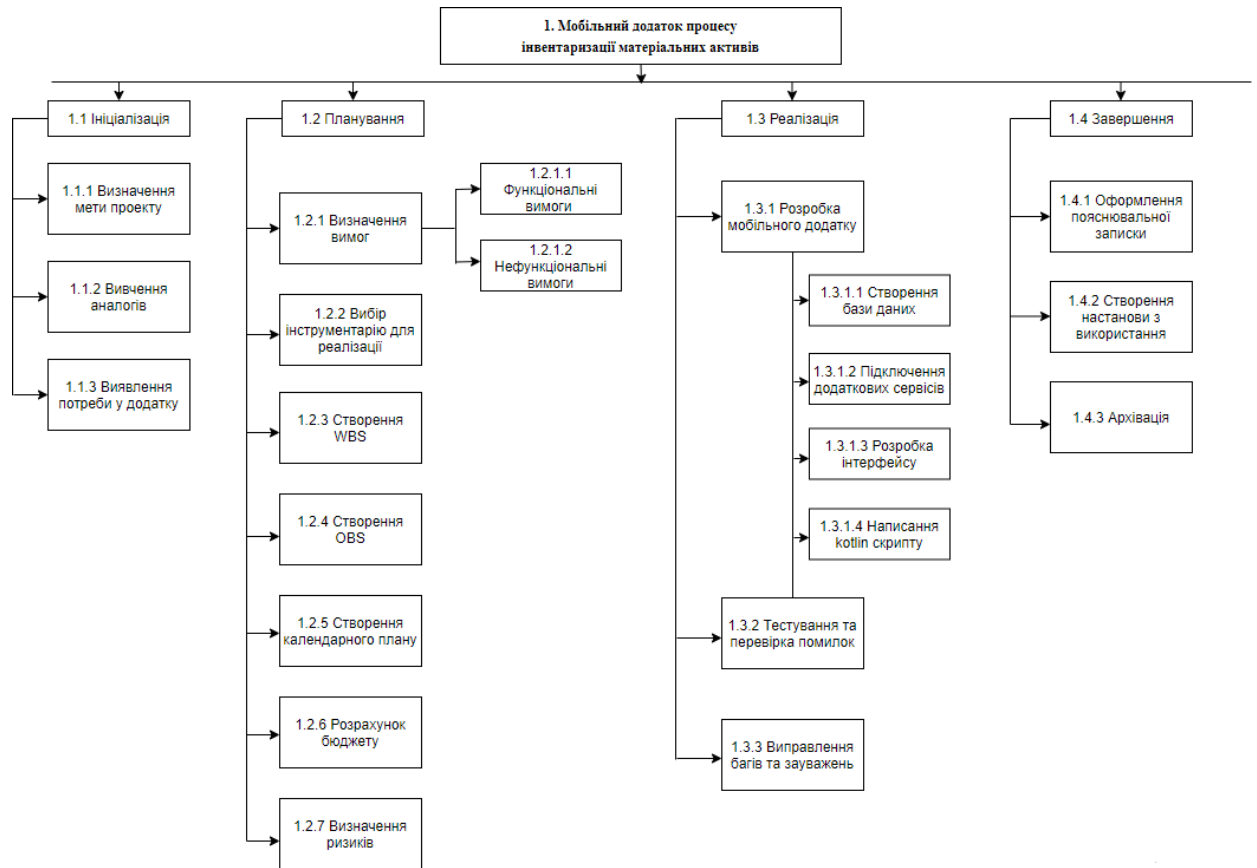 1. Мобільний додаток процесу
інвентаризації матеріальних активів
1.1 Ініціалізація
1.1.1 Визначення
мети проекту
1.1.2 Вивчення
аналогів
1.1.3 Виявлення
потреби у додатку
1.2 Планування
1.2.1 Визначення
вимог
1.2.1.1
Функціональні
вимоги
1.2.1.2
Нефункціональні
вимоги
1.2.2 Вибір
інструментарію для
реалізації
1.2.3 Створення
WBS
1.2.4 Створення
OBS
1.2.5 Створення
календарного плану
1.2.6 Розрахунок
бюджету
1.2.7 Визначення
ризиків
1.3 Реалізація
1.3.1 Розробка
мобільного додатку
1.3.1.1 Створення
бази даних
1.3.1.2 Підключення
додаткових сервісів
1.3.1.3 Розробка
інтерфейсу
1.3.1.4 Написання
kotlin скрипту
1.3.2 Тестування та
перевірка помилок
1.3.3 Виправлення
багів та зауважень
1.4 Завершення
1.4.1 Оформлення
пояснювальної
записки
1.4.2 Створення
настанови з
використання
1.4.3 Архівація